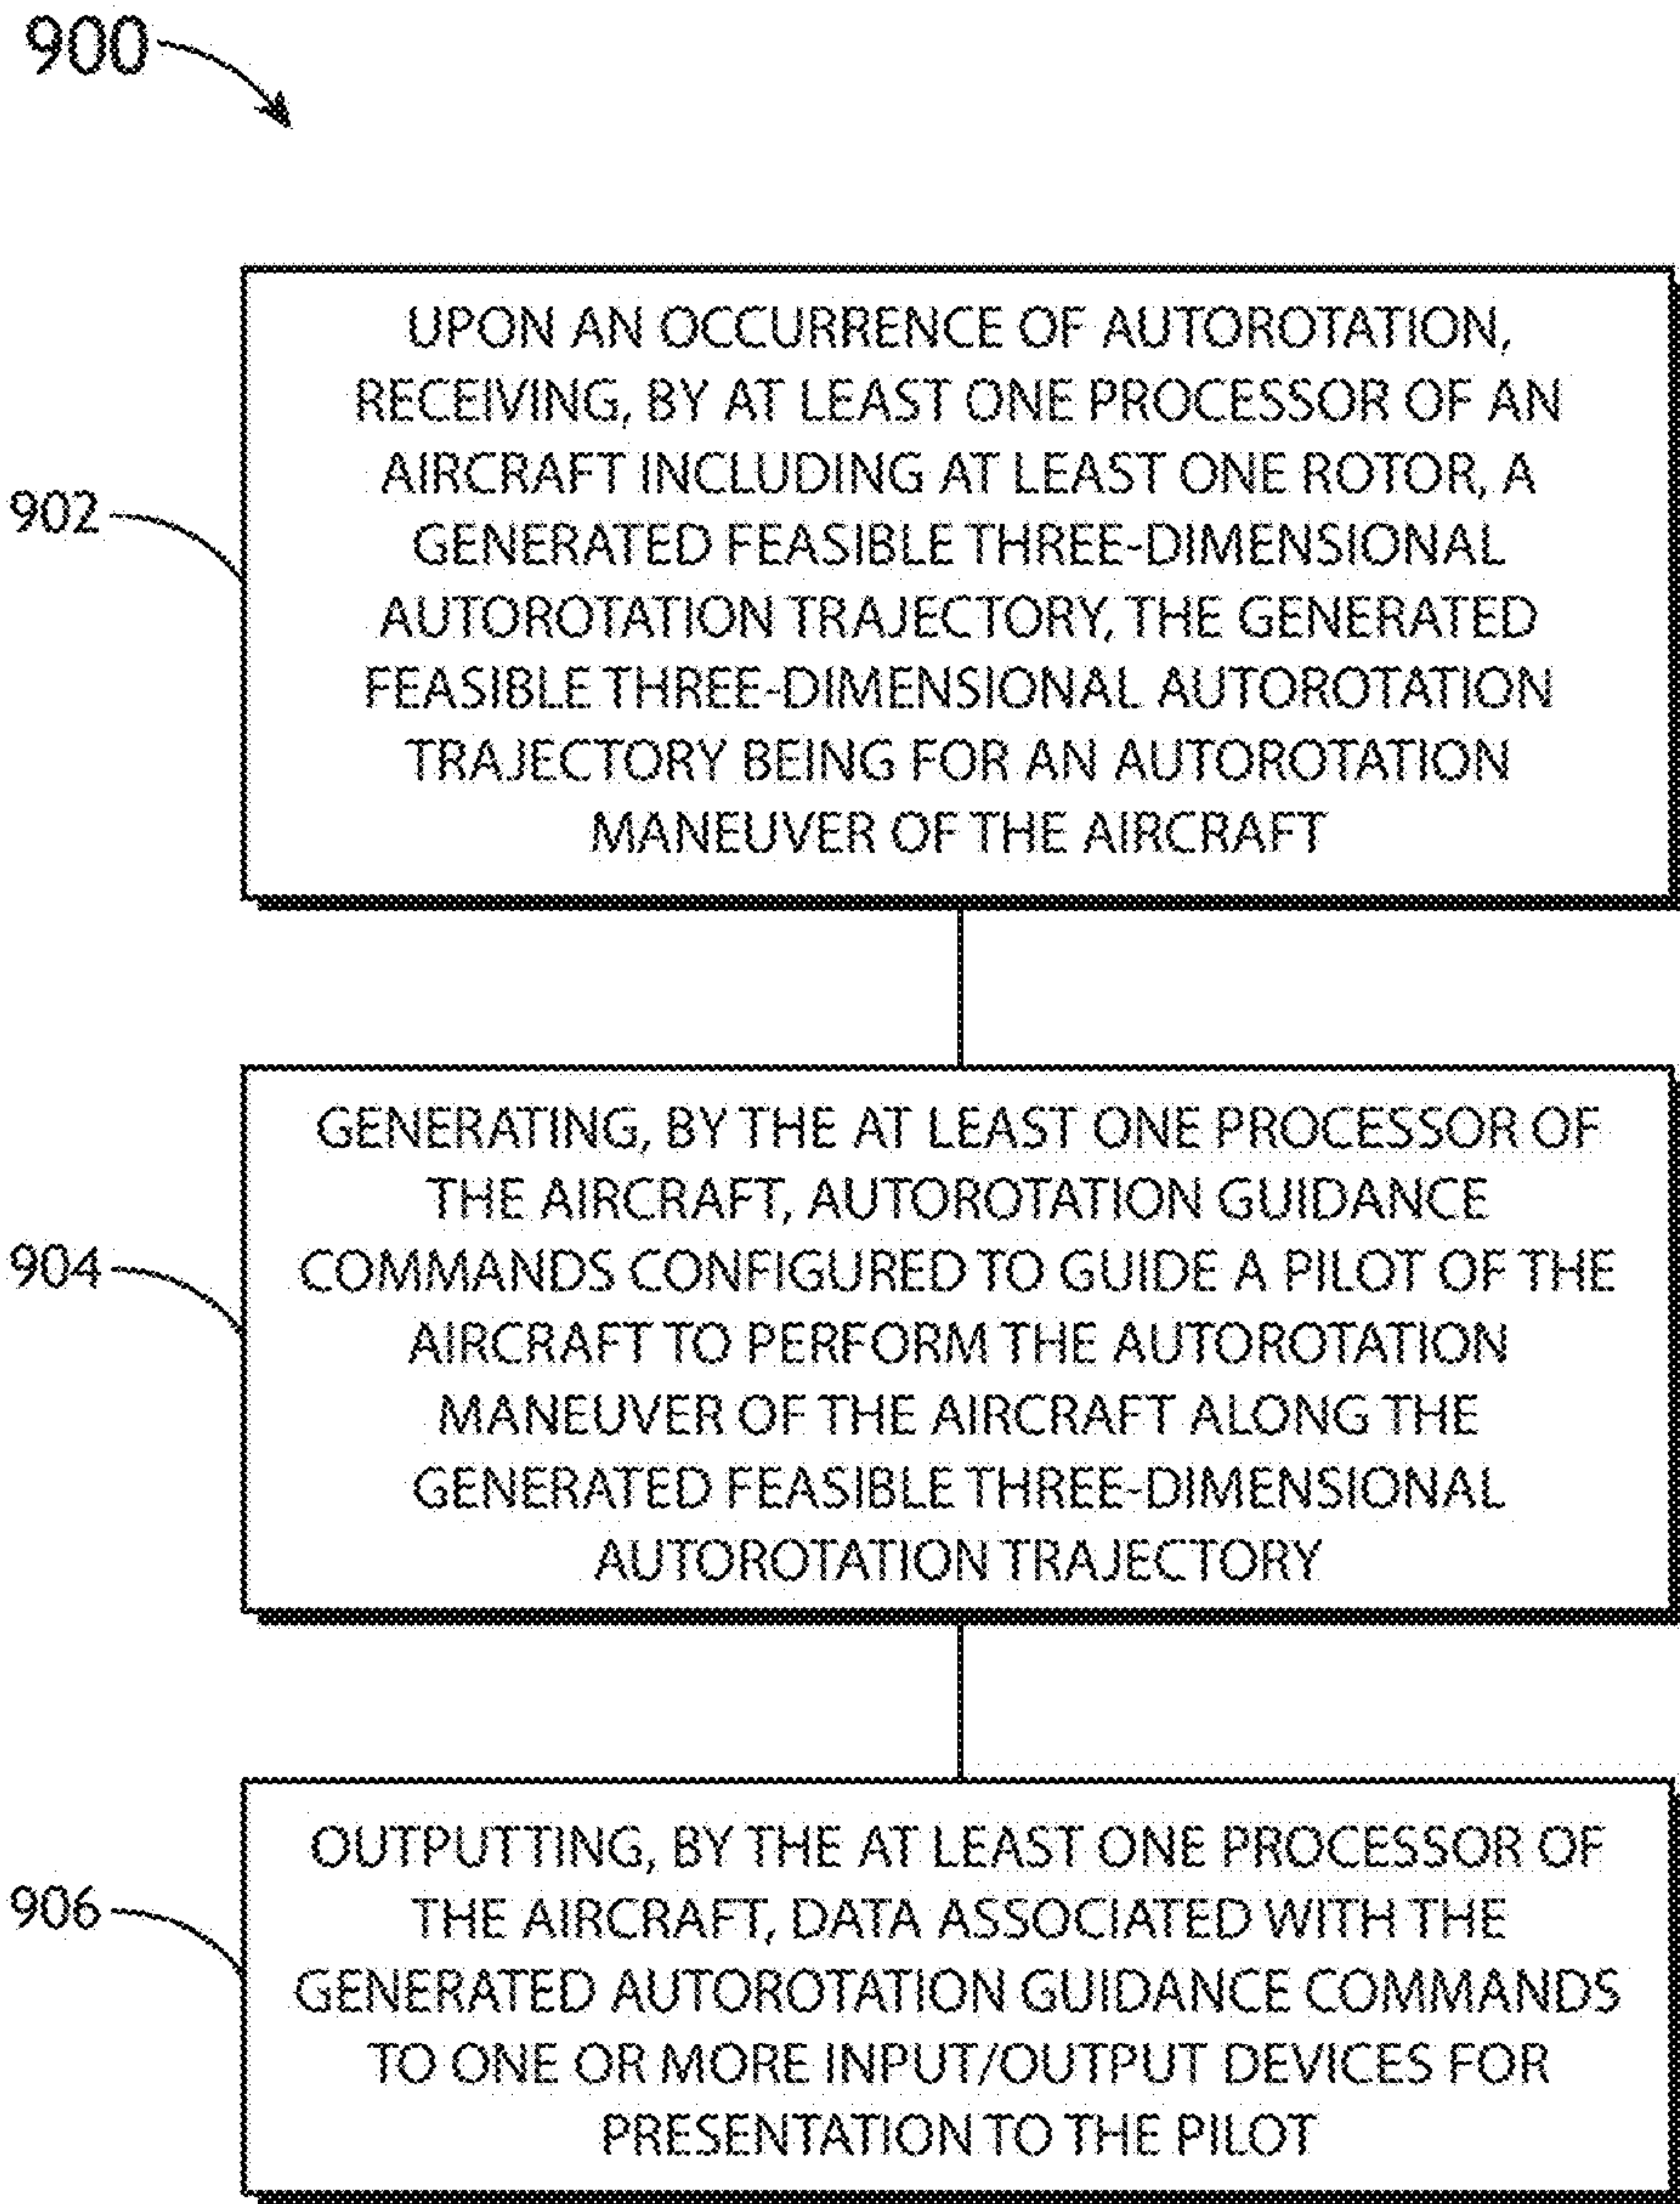 900
UPON AN OCCURRENCE OF AUTOROTATION,
RECEIVING, BY AT LEAST ONE PROCESSOR OF AN
AIRCRAFT INCLUDING AT LEAST ONE ROTOR, A
GENERATED FEASIBLE THREE-DIMENSIONAL
AUTOROTATION TRAJECTORY, THE GENERATED
FEASIBLE THREE-DIMENSIONAL AUTOROTATION
TRAJECTORY BEING FOR AN AUTOROTATION
MANEUVER OF THE AIRCRAFT
902
GENERATING, BY THE AT LEAST ONE PROCESSOR OF
THE AIRCRAFT, AUTOROTATION GUIDANCE
COMMANDS CONFIGURED TO GUIDE A PILOT OF THE
AIRCRAFT TO PERFORM THE AUTOROTATION
MANEUVER OF THE AIRCRAFT ALONG THE
GENERATED FEASIBLE THREE-DIMENSIONAL
AUTOROTATION TRAJECTORY
904
OUTPUTTING, BY THE AT LEAST ONE PROCESSOR OF
THE AIRCRAFT, DATA ASSOCIATED WITH THE
GENERATED AUTOROTATION GUIDANCE COMMANDS
TO ONE OR MORE INPUT/OUTPUT DEVICES FOR
PRESENTATION TO THE PILOT
906